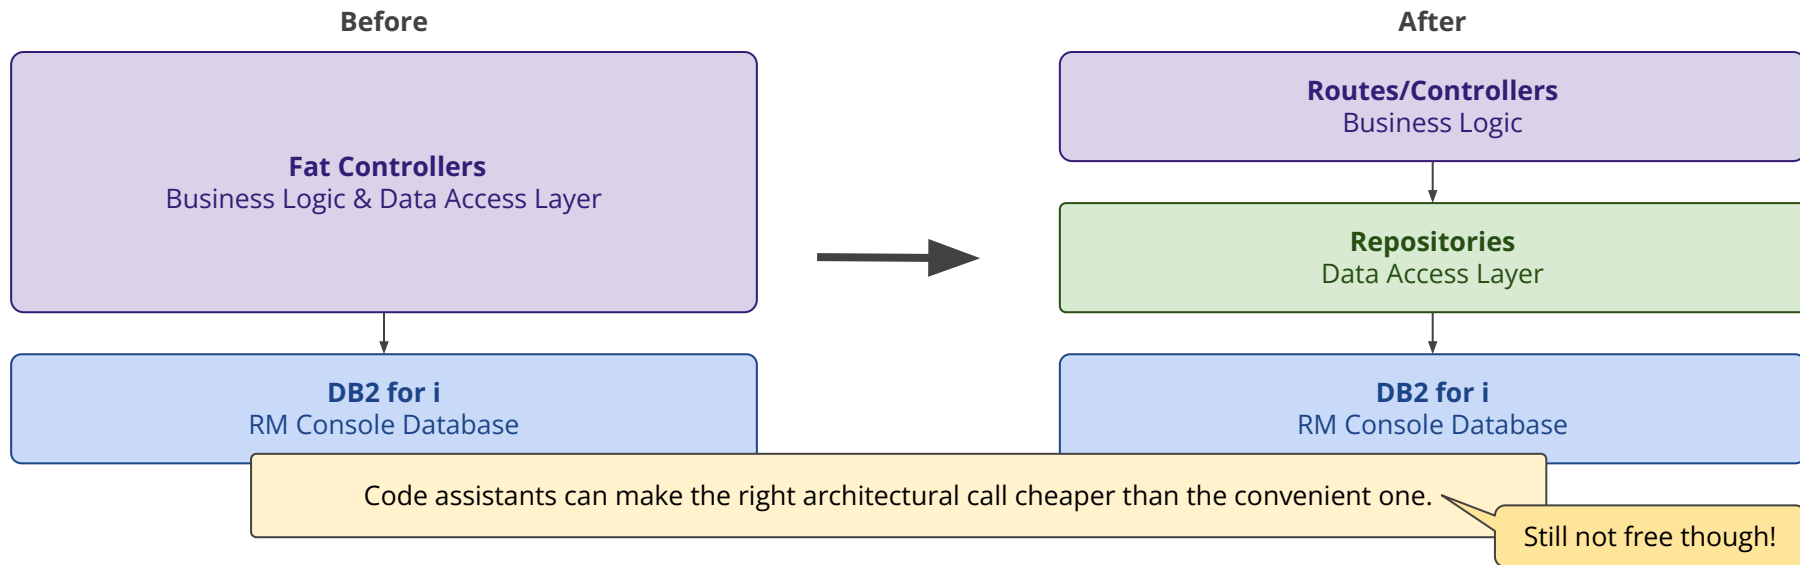 Before
Fat Controllers
Business Logic & Data Access Layer
DB2 for i
RM Console Database
After
Routes/Controllers
Business Logic
Repositories
Data Access Layer
DB2 for i
RM Console Database
Code assistants can make the right architectural call cheaper than the convenient one.
Still not free though!